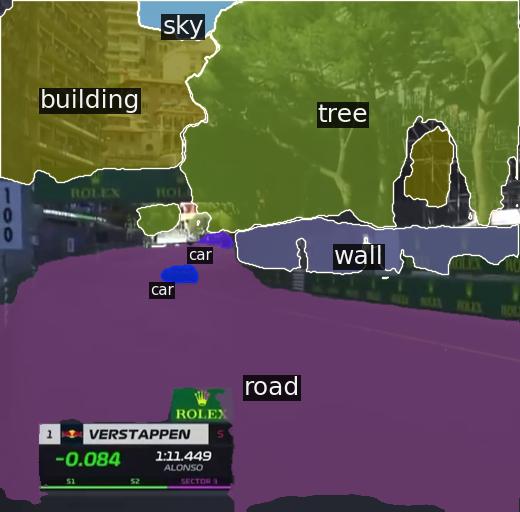 sky
building
tree
ROLEX
100
car
wall
car
road
ROLEX
1 VERSTAPPEN S
-0.084 1:11.449
ALONSO
S1 S2 SECTOR 3